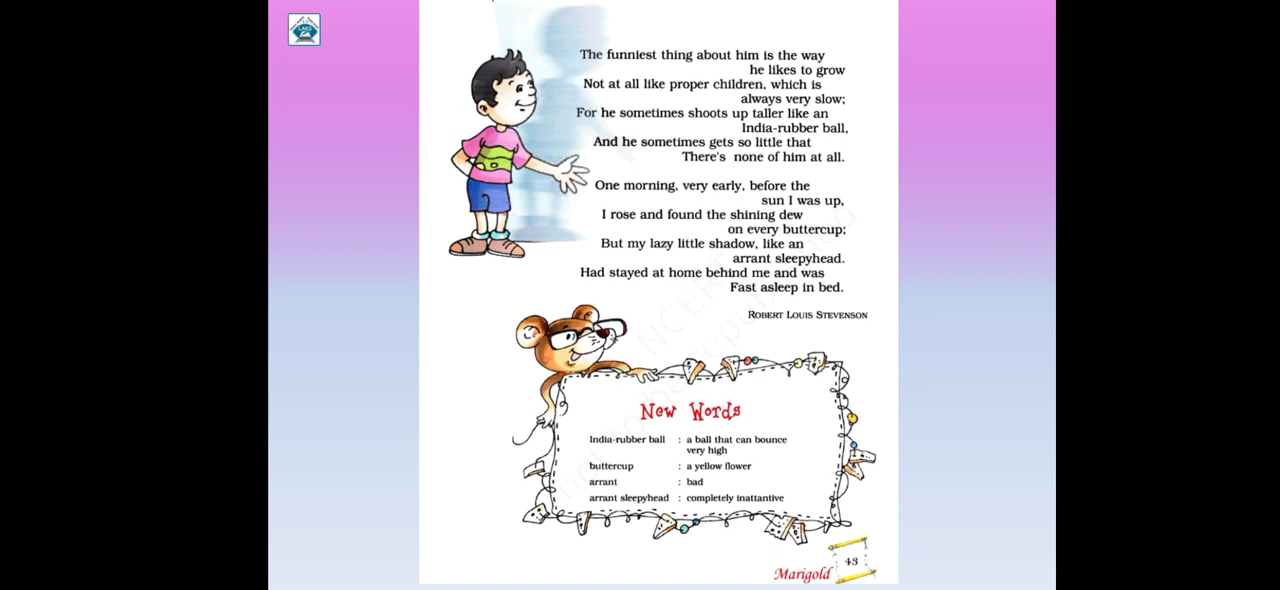 The funniest thing about him is the way
he likes to grow
Not at all like proper children, which is
always very slow;
For he sometimes shoots up taller like an
India-rubber ball,
And he sometimes gets so little that
There's none of him at all.
One morning, very early, before the
sun I was up,
I rose and found the shining dew
on every buttercup;
But my lazy little shadow, like an
arrant sleepyhead.
Had stayed at home behind me and was
Fast asleep in bed.
ROBERT LOUIS STEVENSON
New Words
India-rubber ball : a ball that can bounce
very high
buttercup : a yellow flower
arrant : bad
arrant sleepyhead : completely inattantive
Marigold 43